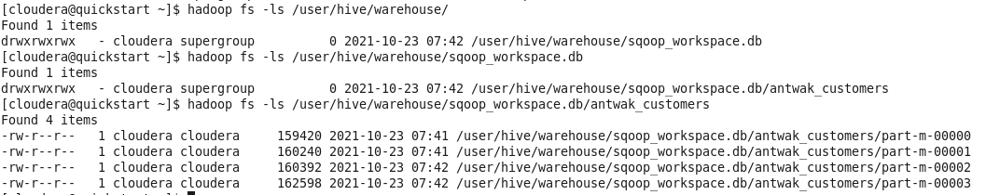 [cloudera@quickstart ~]$ hadoop fs -ls /user/hive/warehouse/
Found 1 items
drwxrwxrwx   - cloudera supergroup          0 2021-10-23 07:42 /user/hive/warehouse/sqoop_workspace.db
[cloudera@quickstart ~]$ hadoop fs -ls /user/hive/warehouse/sqoop_workspace.db
Found 1 items
drwxrwxrwx   - cloudera supergroup          0 2021-10-23 07:42 /user/hive/warehouse/sqoop_workspace.db/antwak_customers
[cloudera@quickstart ~]$ hadoop fs -ls /user/hive/warehouse/sqoop_workspace.db/antwak_customers
Found 4 items
-rw-r--r--   1 cloudera cloudera     159420 2021-10-23 07:41 /user/hive/warehouse/sqoop_workspace.db/antwak_customers/part-m-00000
-rw-r--r--   1 cloudera cloudera     160240 2021-10-23 07:41 /user/hive/warehouse/sqoop_workspace.db/antwak_customers/part-m-00001
-rw-r--r--   1 cloudera cloudera     160392 2021-10-23 07:42 /user/hive/warehouse/sqoop_workspace.db/antwak_customers/part-m-00002
-rw-r--r--   1 cloudera cloudera     162598 2021-10-23 07:42 /user/hive/warehouse/sqoop_workspace.db/antwak_customers/part-m-00003